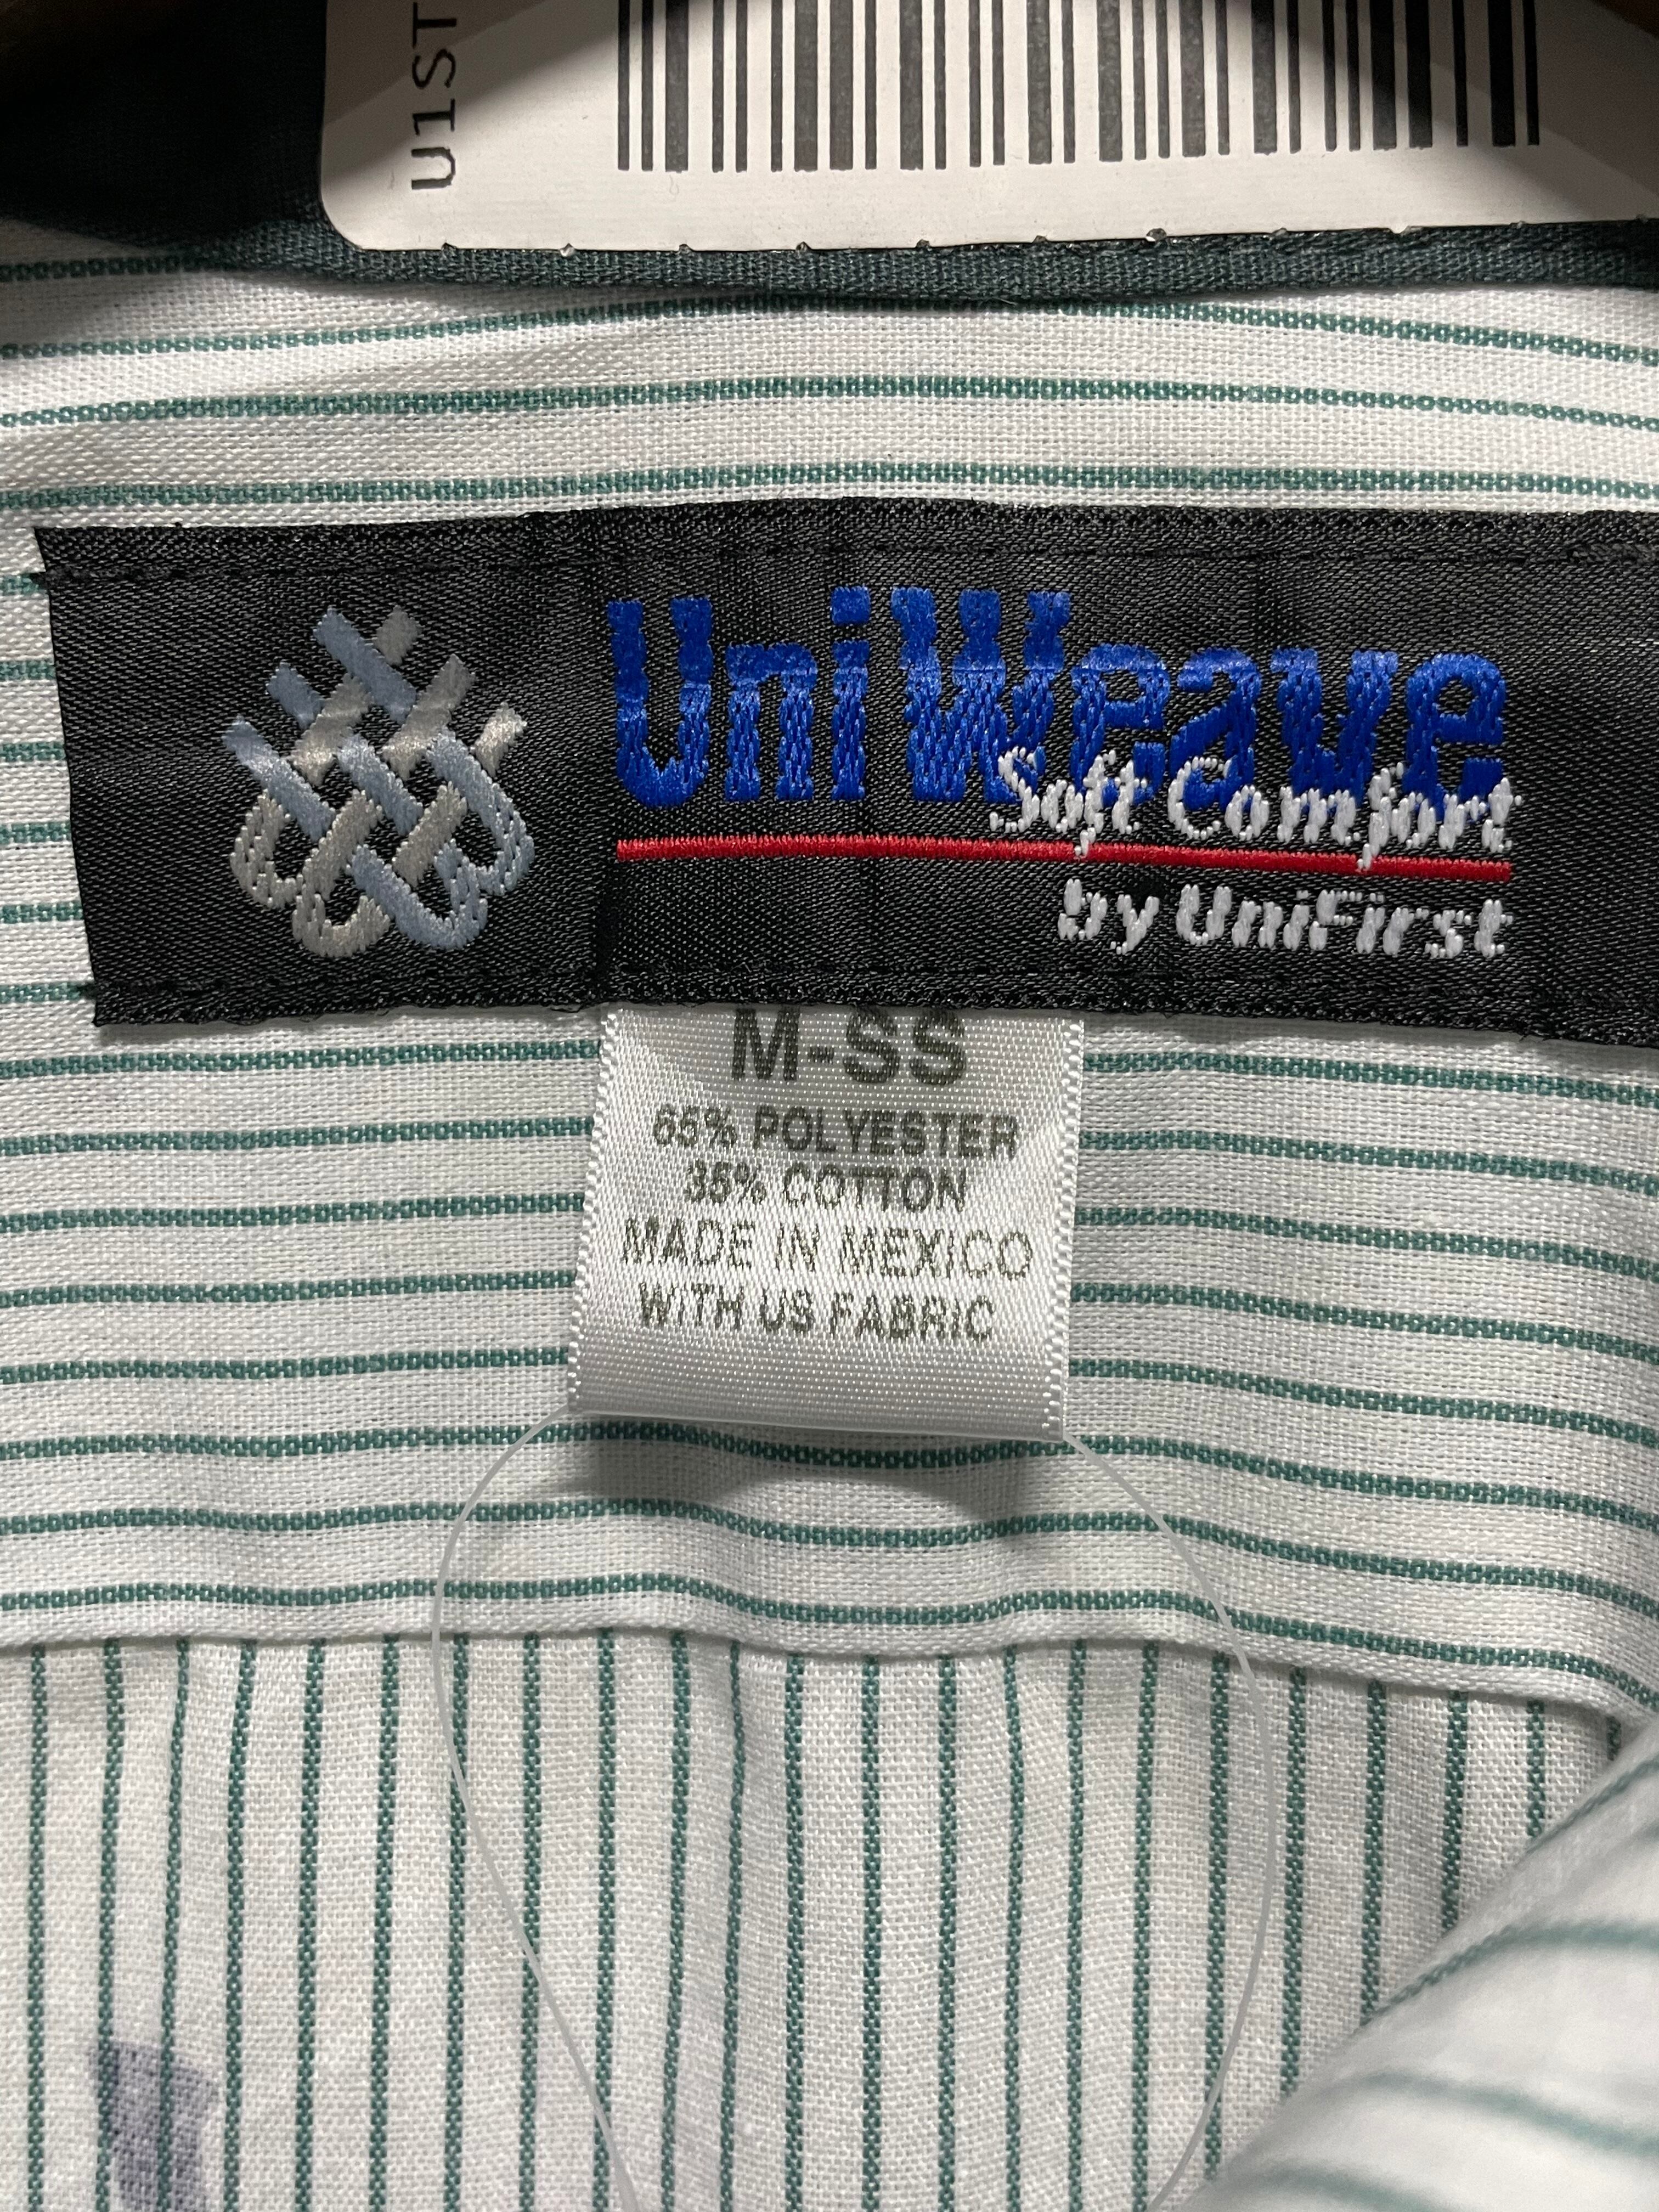 U1ST
UniWeave
Soft Comfort
by UniFirst
M-SS
65% POLYESTER
35% COTTON
MADE IN MEXICO
WITH US FABRIC